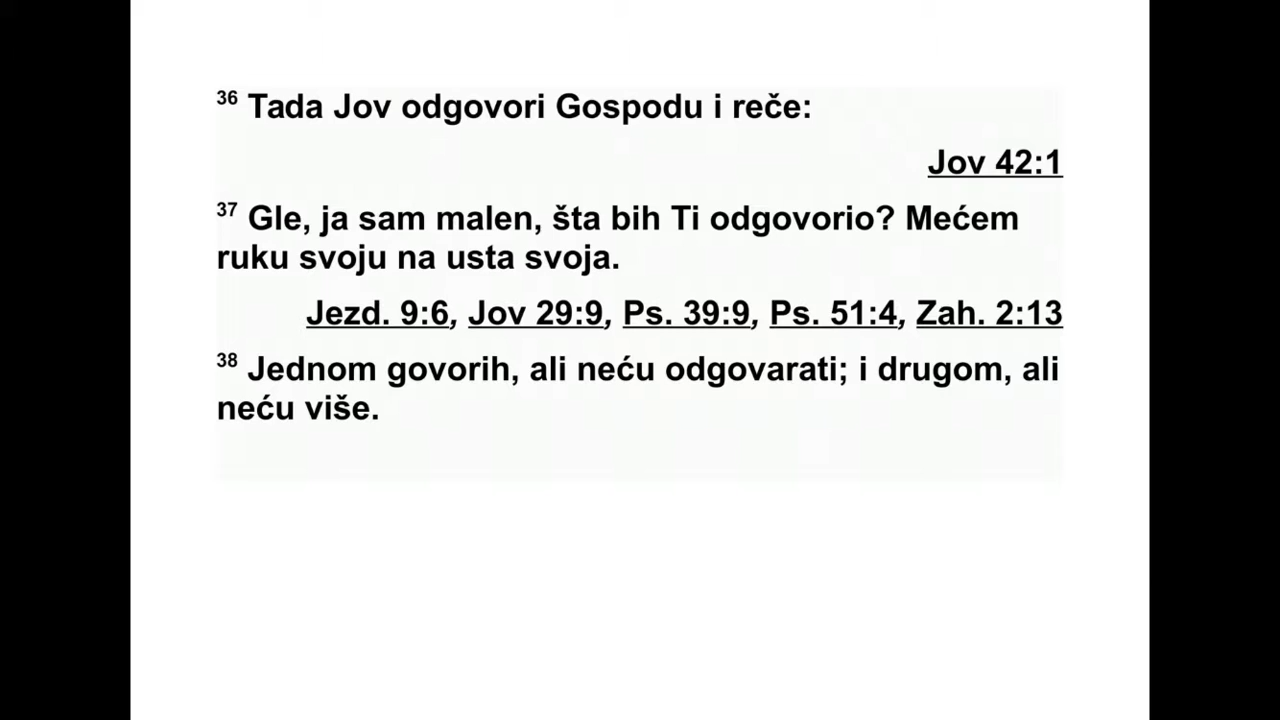 36 Tada Jov odgovori Gospodu i reče:
Jov 42:1
37 Gle, ja sam malen, šta bih Ti odgovorio? Mećem
ruku svoju na usta svoja.
Jezd. 9:6, Jov 29:9, Ps. 39:9, Ps. 51:4, Zah. 2:13
38 Jednom govorih, ali neću odgovarati; i drugom, ali
neću više.